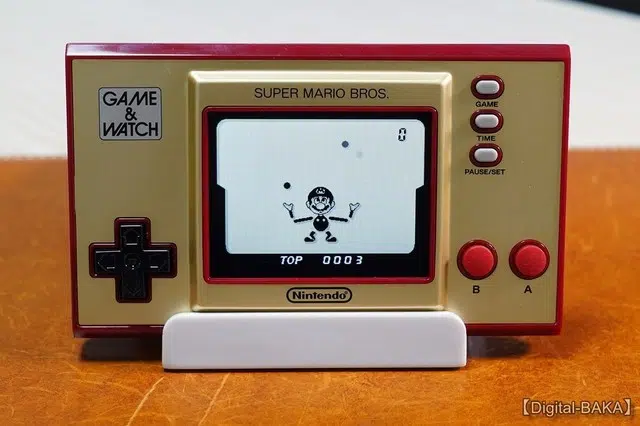 GAME
&
WATCH
SUPER MARIO BROS.
GAME
TIME
PAUSE/SET
0
TOP 0003
B
A
Nintendo
【Digital-BAKA】